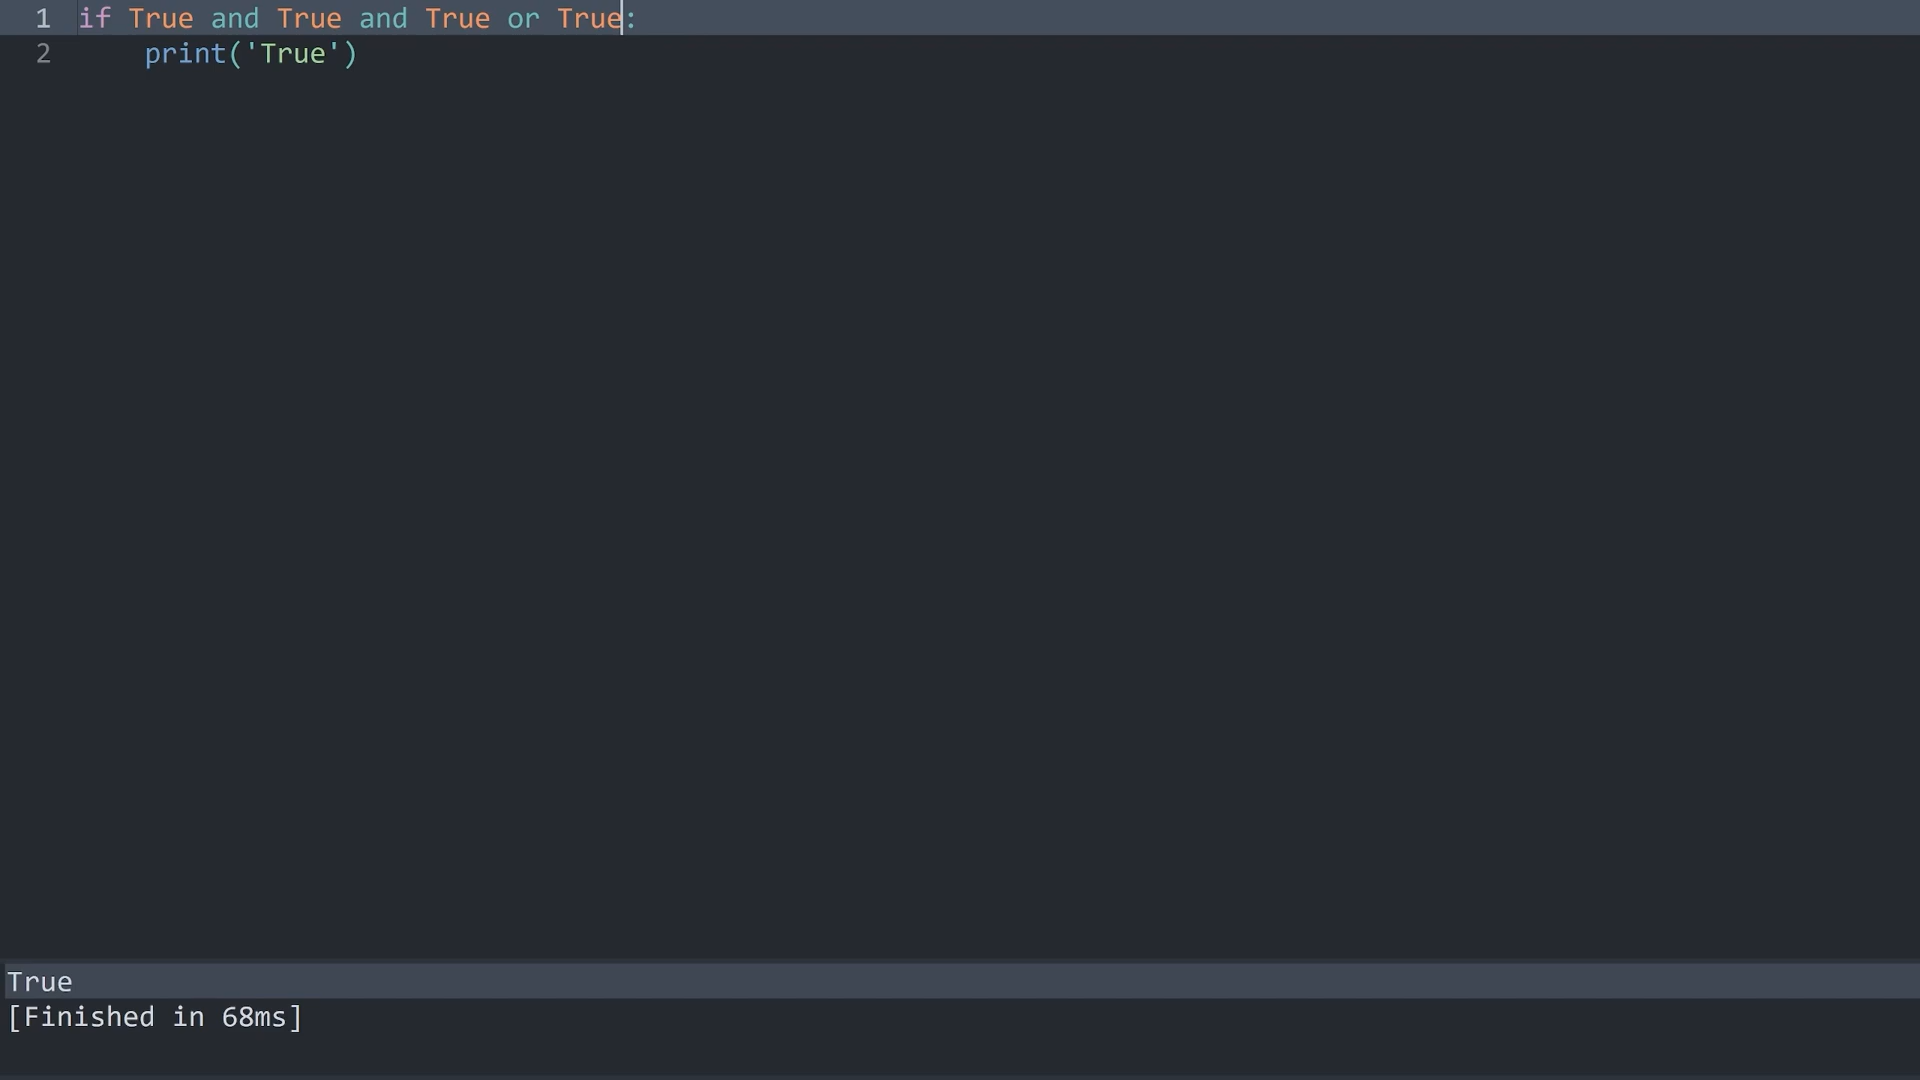 1 if True and True and True or True:
2     print('True')
True
[Finished in 68ms]